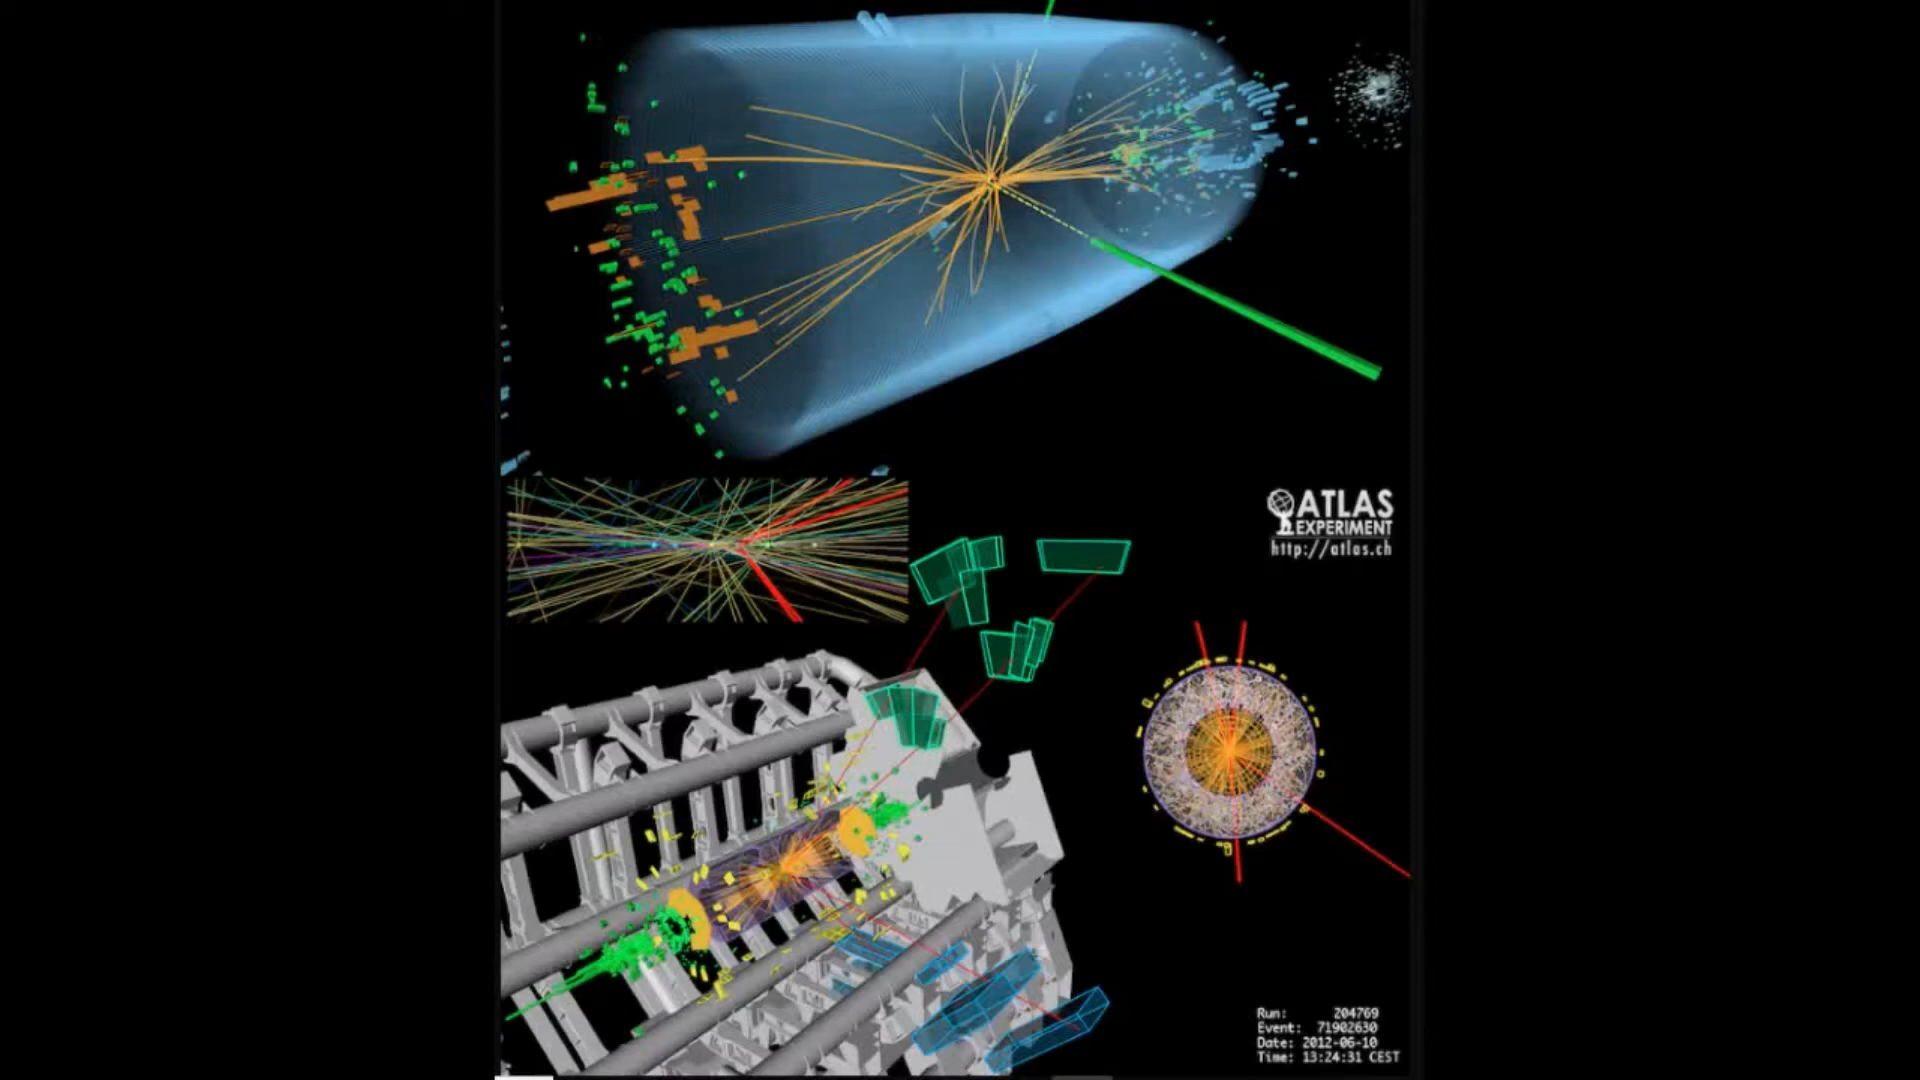 ATLAS
EXPERIMENT
http://atlas.ch
Run: 204769
Event: 71902630
Date: 2012-06-10
Time: 13:24:31 CEST